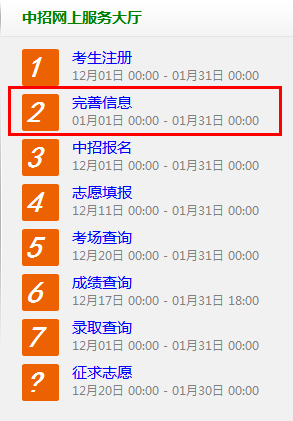 中招网上服务大厅
1 考生注册
12月01日 00:00 - 01月31日 00:00
2 完善信息
01月01日 00:00 - 01月31日 00:00
3 中招报名
12月01日 00:00 - 01月31日 00:00
4 志愿填报
12月11日 00:00 - 01月31日 00:00
5 考场查询
12月20日 00:00 - 01月31日 00:00
6 成绩查询
12月17日 00:00 - 01月31日 18:00
7 录取查询
12月01日 00:00 - 01月31日 00:00
? 征求志愿
12月20日 00:00 - 01月30日 00:00